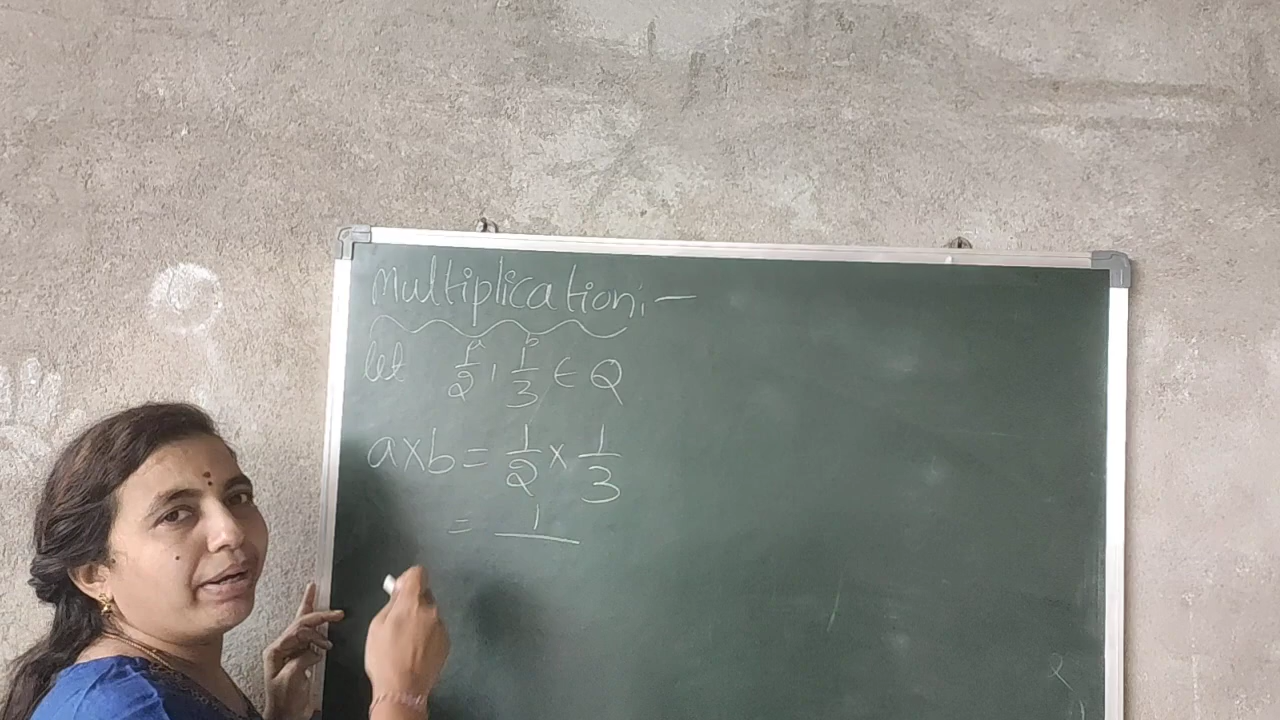 Multiplication:-
let 1/2 a, 1/3 b ∈ Q
a×b = 1/2 × 1/3
= 1/